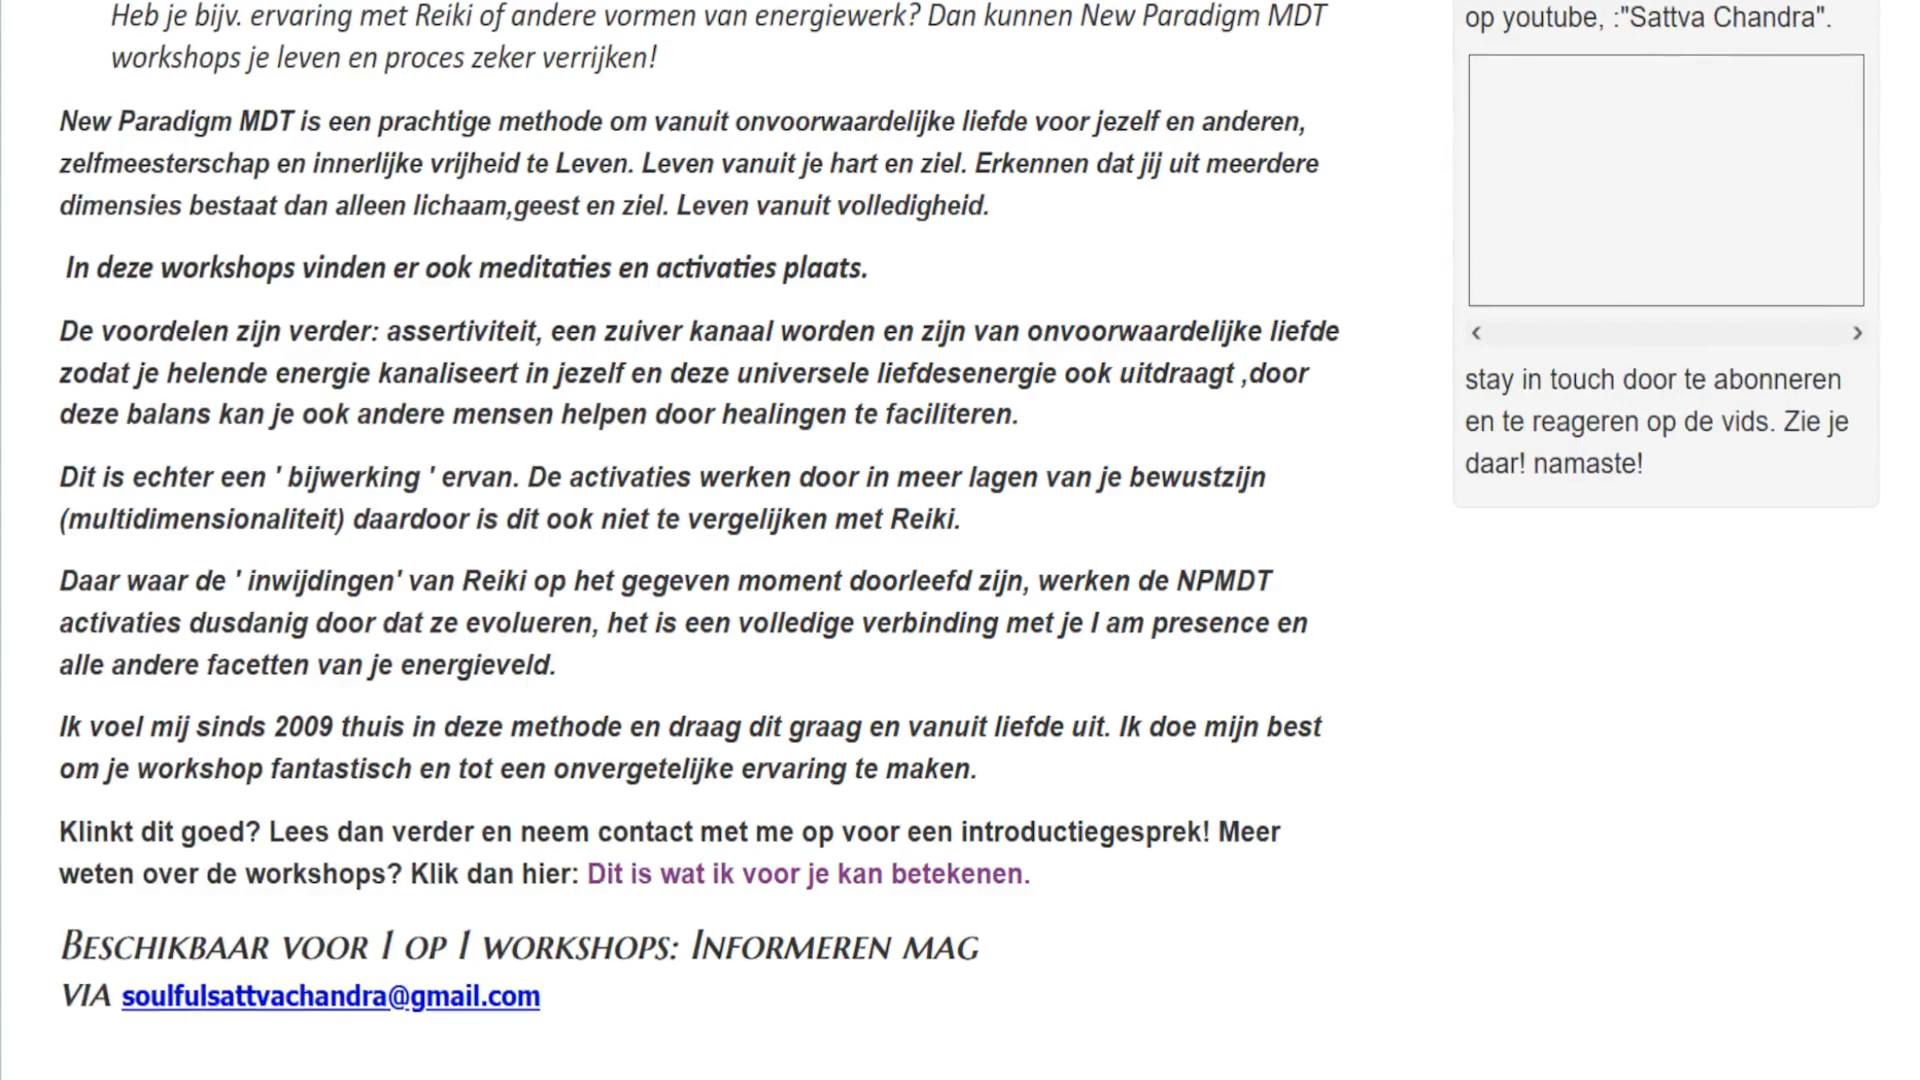 Heb je bijv. ervaring met Reiki of andere vormen van energiewerk? Dan kunnen New Paradigm MDT
workshops je leven en proces zeker verrijken!
New Paradigm MDT is een prachtige methode om vanuit onvoorwaardelijke liefde voor jezelf en anderen,
zelfmeesterschap en innerlijke vrijheid te Leven. Leven vanuit je hart en ziel. Erkennen dat jij uit meerdere
dimensies bestaat dan alleen lichaam,geest en ziel. Leven vanuit volledigheid.
In deze workshops vinden er ook meditaties en activaties plaats.
De voordelen zijn verder: assertiviteit, een zuiver kanaal worden en zijn van onvoorwaardelijke liefde
zodat je helende energie kanaliseert in jezelf en deze universele liefdesenergie ook uitdraagt ,door
deze balans kan je ook andere mensen helpen door healingen te faciliteren.
Dit is echter een ' bijwerking ' ervan. De activaties werken door in meer lagen van je bewustzijn
(multidimensionaliteit) daardoor is dit ook niet te vergelijken met Reiki.
Daar waar de ' inwijdingen' van Reiki op het gegeven moment doorleefd zijn, werken de NPMDT
activaties dusdanig door dat ze evolueren, het is een volledige verbinding met je I am presence en
alle andere facetten van je energieveld.
Ik voel mij sinds 2009 thuis in deze methode en draag dit graag en vanuit liefde uit. Ik doe mijn best
om je workshop fantastisch en tot een onvergetelijke ervaring te maken.
Klinkt dit goed? Lees dan verder en neem contact met me op voor een introductiegesprek! Meer
weten over de workshops? Klik dan hier: Dit is wat ik voor je kan betekenen.
Beschikbaar voor 1 op 1 workshops: Informeren mag
via soulfulsattvachandra@gmail.com
op youtube, :"Sattva Chandra".
stay in touch door te abonneren
en te reageren op de vids. Zie je
daar! namaste!